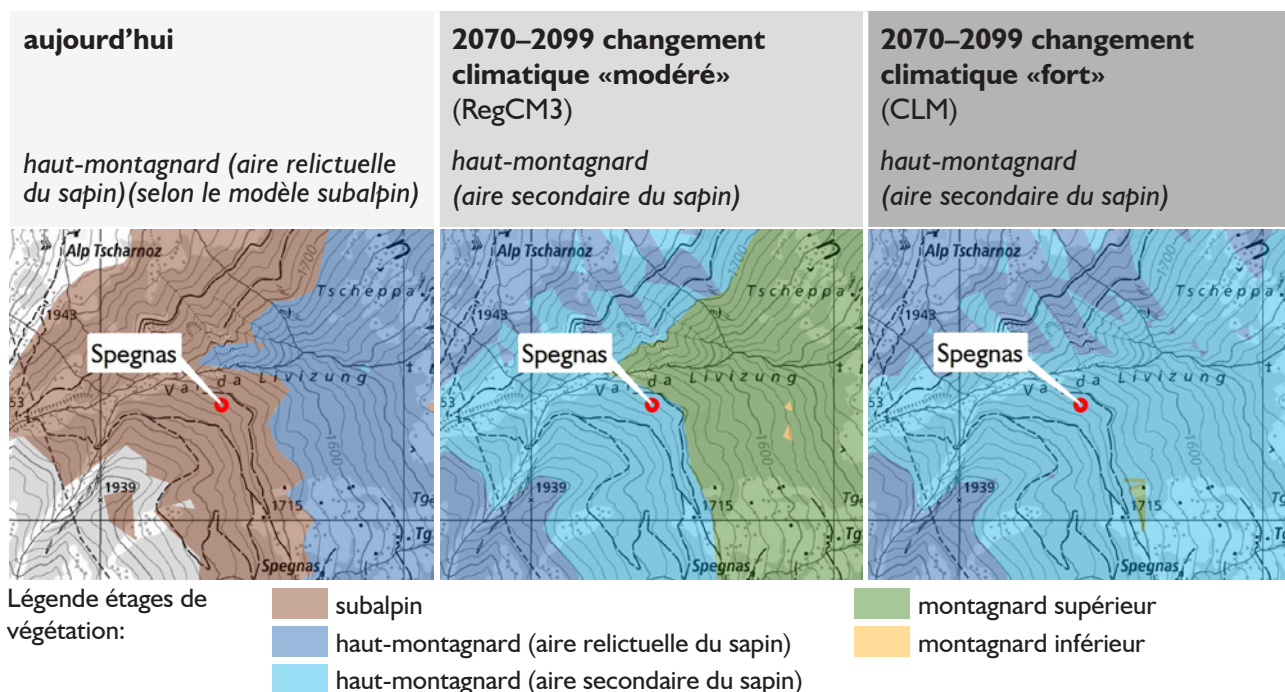 aujourd’hui
haut-montagnard (aire relictuelle
du sapin)(selon le modèle subalpin)
2070–2099 changement
climatique «modéré»
(RegCM3)
haut-montagnard
(aire secondaire du sapin)
2070–2099 changement
climatique «fort»
(CLM)
haut-montagnard
(aire secondaire du sapin)
Alp Tscharnoz
1700
Tscheppa
1943
Spegnas
Val da Livizung
53
1600
1939
1715
Tg
Spegnas
Alp Tscharnoz
1700
Tscheppa
1943
Spegnas
Val da Livizung
53
1600
1939
1715
Tg
Spegnas
Alp Tscharnoz
1700
Tscheppa
1943
Spegnas
Val da Livizung
53
1600
1939
1715
Tg
Spegnas
Légende étages de
végétation:
subalpin
haut-montagnard (aire relictuelle du sapin)
haut-montagnard (aire secondaire du sapin)
montagnard supérieur
montagnard inférieur